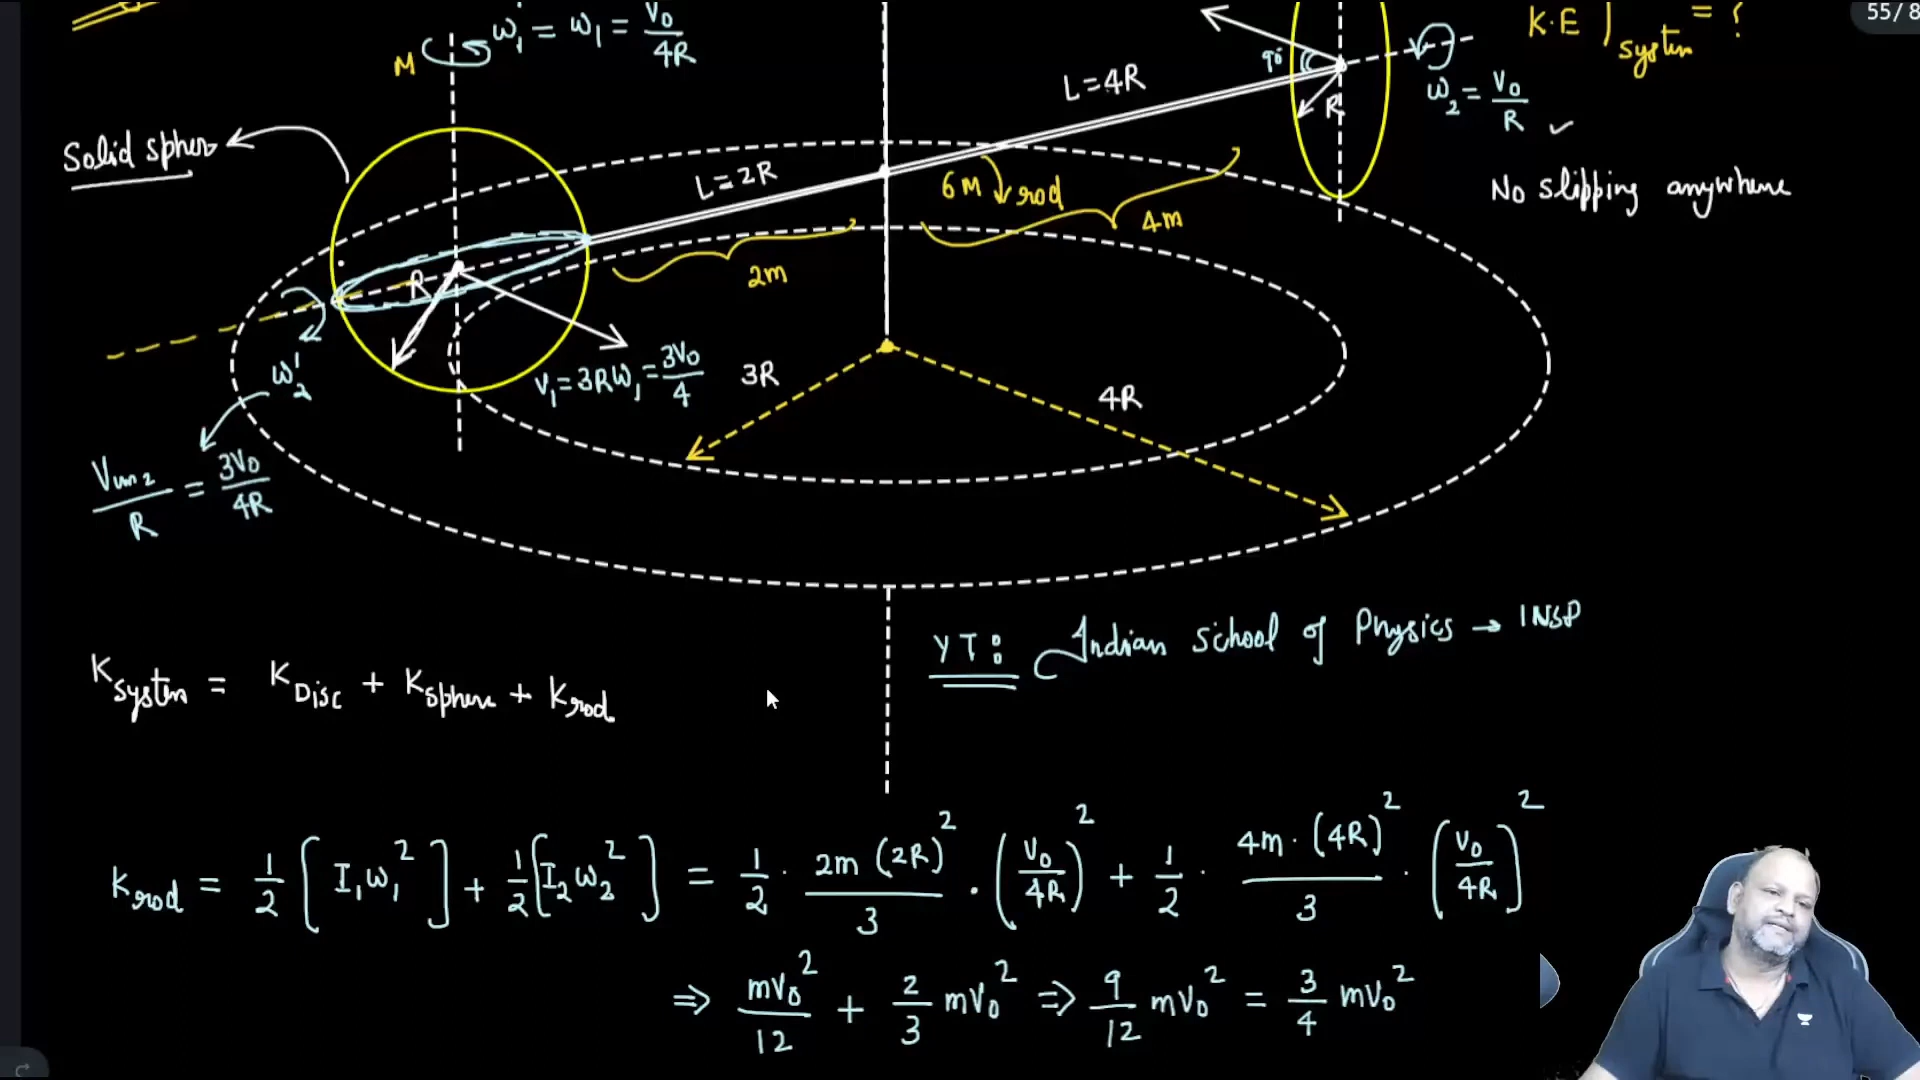 55/8
K.E)system = ?
M ω₁' = ω₁ = V₀/4R
L=4R
90°
R
ω₂ = V₀/R ✓
Solid sphere
L=2R
6M rod
No slipping anywhere
4m
2m
R
V₁ = 3Rω₁ = 3V₀/4
3R
4R
ω₂'
Vcm₂/R = 3V₀/4R
YT: Indian School of Physics → INSP
Ksystem = KDisc + Ksphere + Krod
Krod = 1/2 [I₁ω₁²] + 1/2 [I₂ω₂²] = 1/2 · 2m (2R)²/3 · (V₀/4R)² + 1/2 · 4m · (4R)²/3 · (V₀/4R)²
⇒ mV₀²/12 + 2/3 mV₀² ⇒ 9/12 mV₀² = 3/4 mV₀²